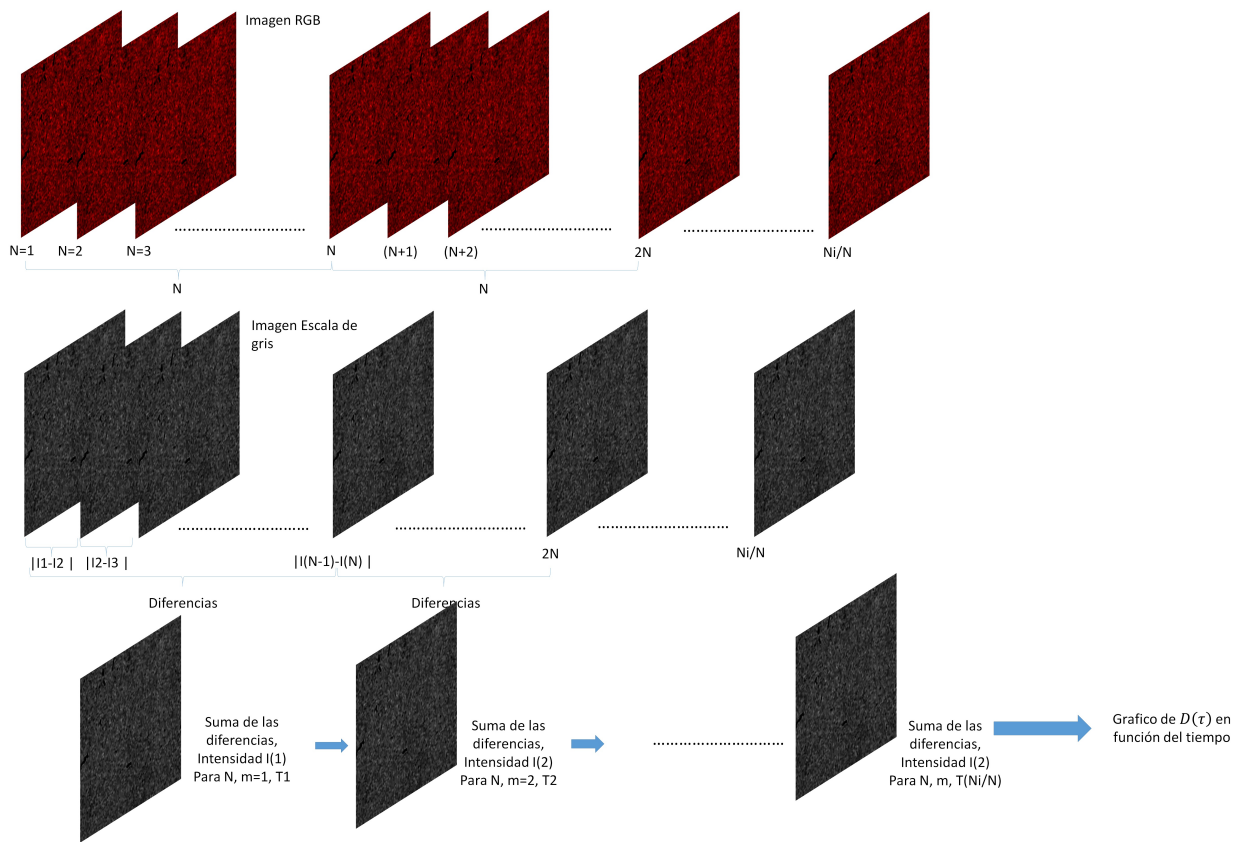 Imagen RGB
N=1
N=2
N=3
N
(N+1)
(N+2)
2N
Ni/N
N
N
Imagen Escala de
gris
|I1-I2 |
|I2-I3 |
|I(N-1)-I(N) |
2N
Ni/N
Diferencias
Diferencias
Suma de las
diferencias,
Intensidad I(1)
Para N, m=1, T1
Suma de las
diferencias,
Intensidad I(2)
Para N, m=2, T2
Suma de las
diferencias,
Intensidad I(2)
Para N, m, T(Ni/N)
Grafico de D(τ) en
función del tiempo